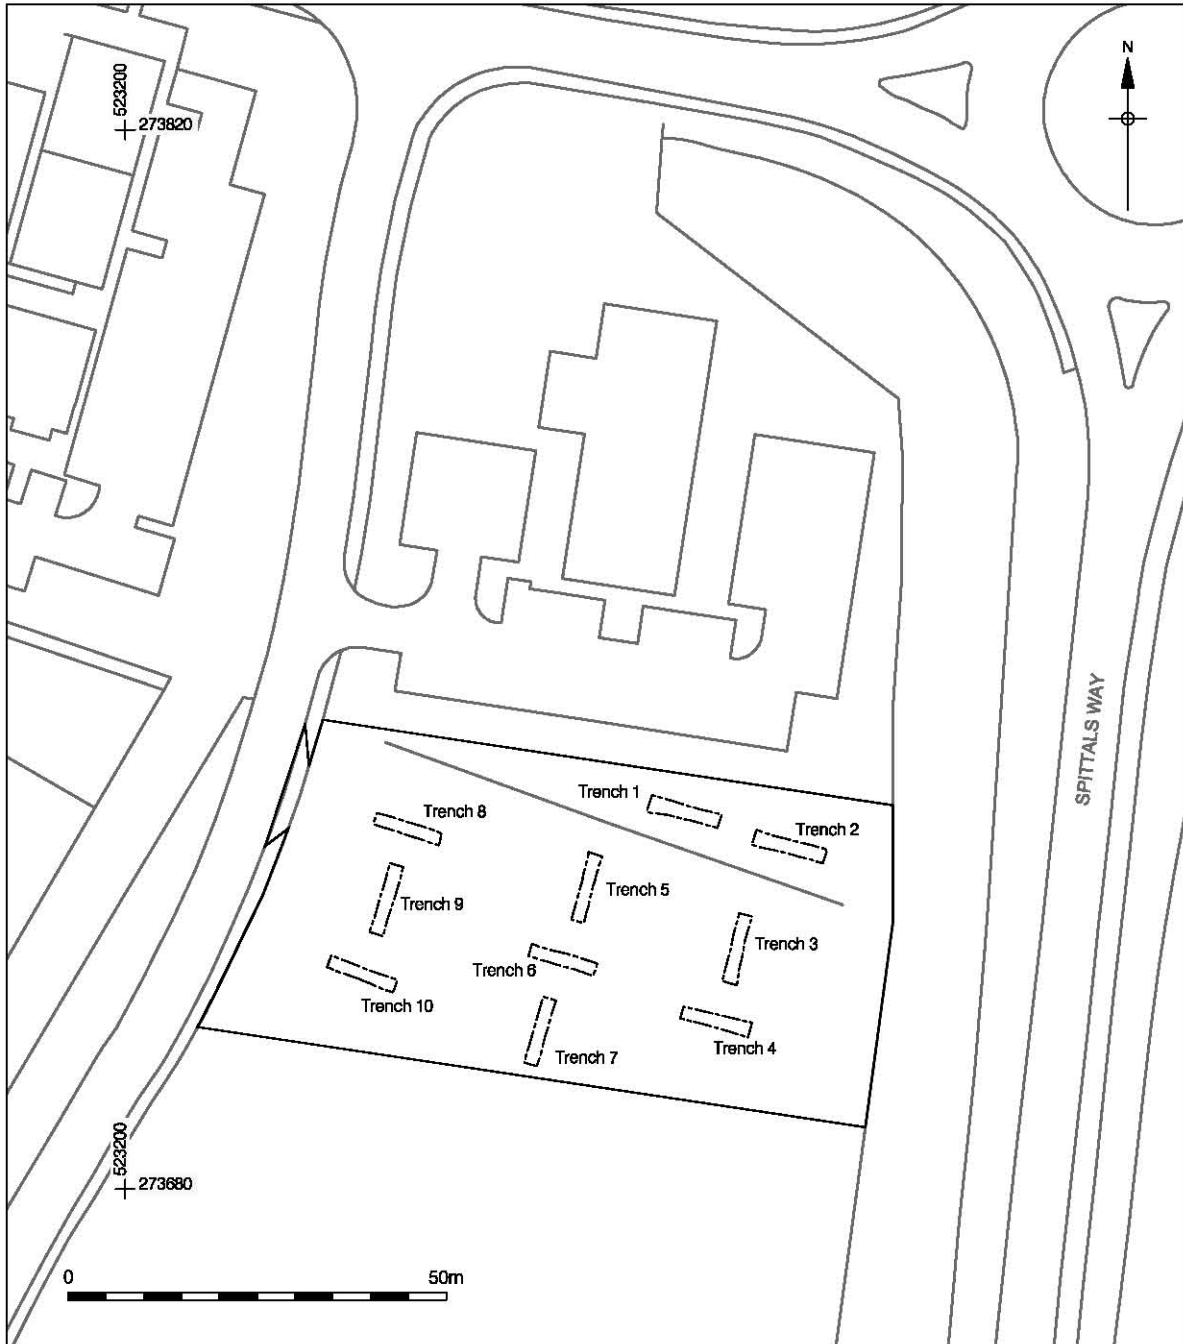 N
523200
273820
SPITTALS WAY
Trench 1
Trench 8
Trench 2
Trench 5
Trench 9
Trench 3
Trench 6
Trench 10
Trench 4
Trench 7
523200
273680
0 50m